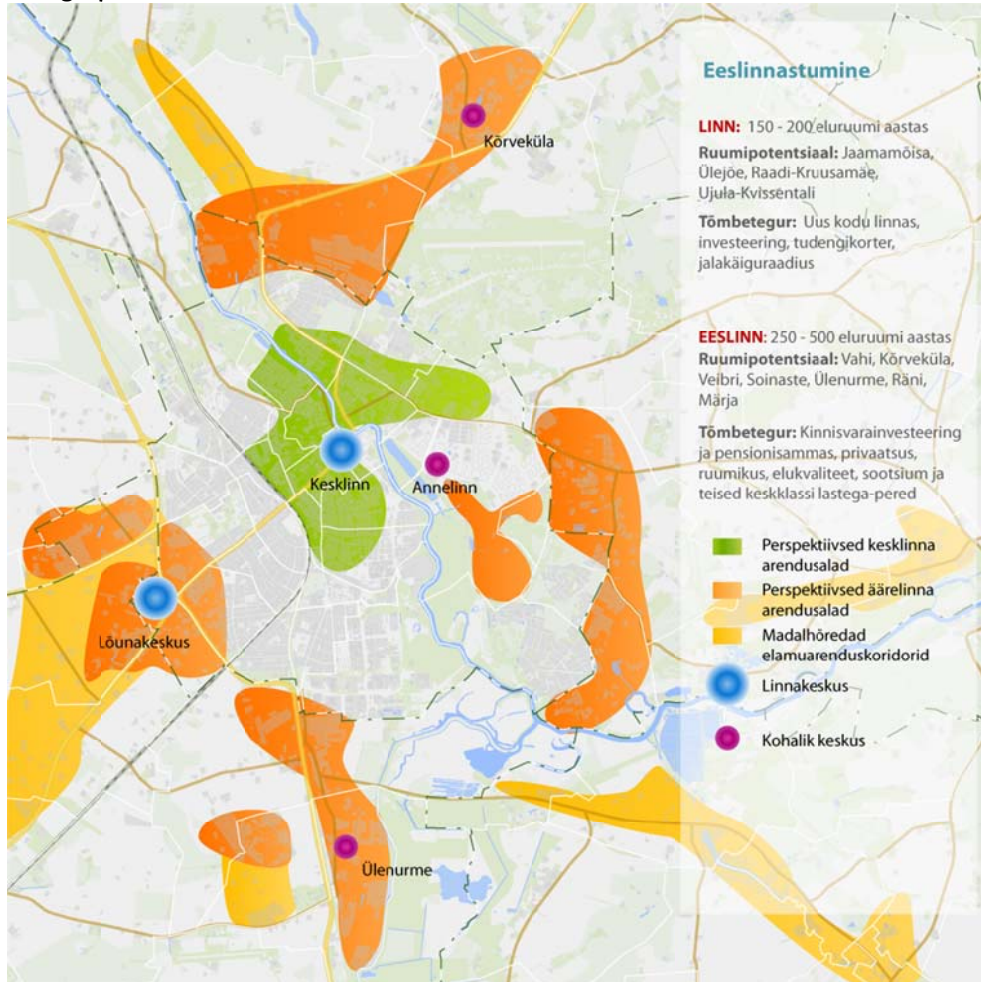 Eeslinnastumine
LINN: 150 - 200 eluruumi aastas
Ruumipotentsiaal: Jaamamõisa,
Ülejõe, Raadi-Kruusamäe,
Ujula-Kvissentali
Tõmbetegur: Uus kodu linnas,
investeering, tudengikorter,
jalakäiguraadius
EESLINN: 250 - 500 eluruumi aastas
Ruumipotentsiaal: Vahi, Kõrveküla,
Veibri, Soinaste, Ülenurme, Räni,
Märja
Tõmbetegur: Kinnisvarainvesteering
ja pensionisammas, privaatsus,
ruumikus, elukvaliteet, sootsium ja
teised keskklassi lastega-pered
Perspektiivsed kesklinna
arendusalad
Perspektiivsed äärelinna
arendusalad
Madalhõredad
elamuarenduskoridorid
Linnakeskus
Kohalik keskus
Kõrveküla
Kesklinn
Annelinn
Lõunakeskus
Ülenurme